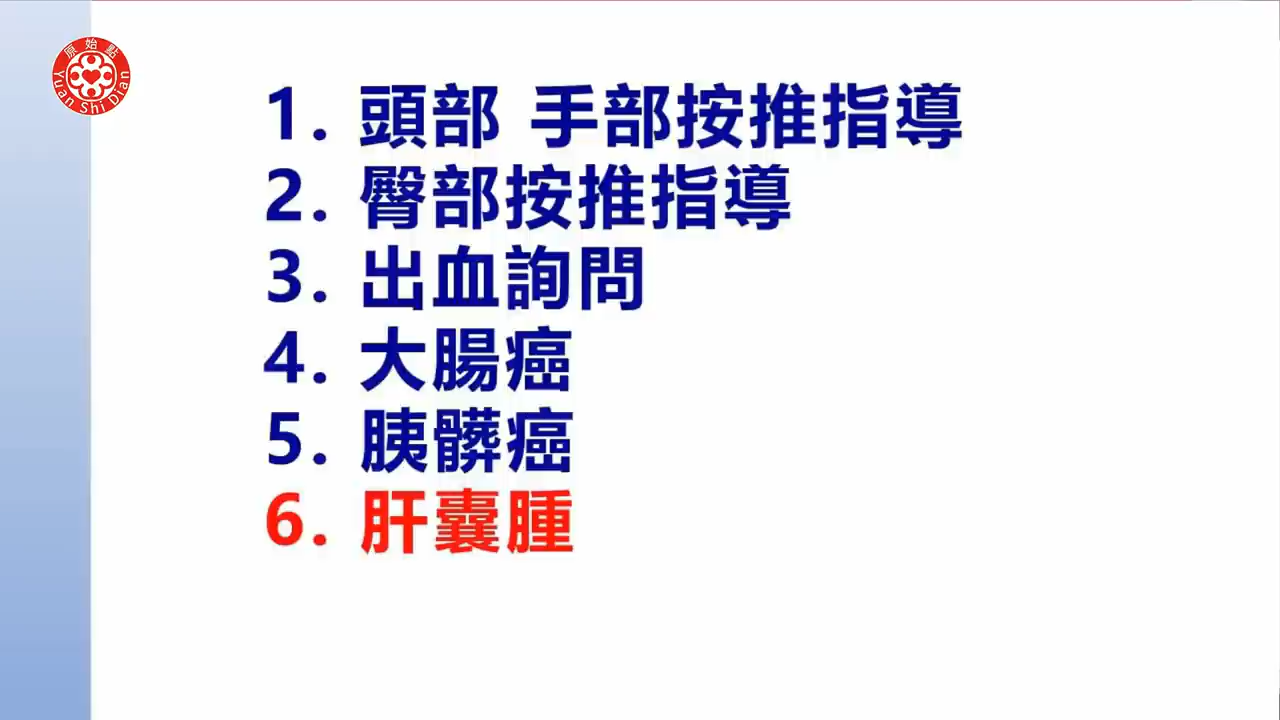 原始點
Yuan Shi Dian
1. 頭部 手部按推指導
2. 臀部按推指導
3. 出血詢問
4. 大腸癌
5. 胰髒癌
6. 肝囊腫